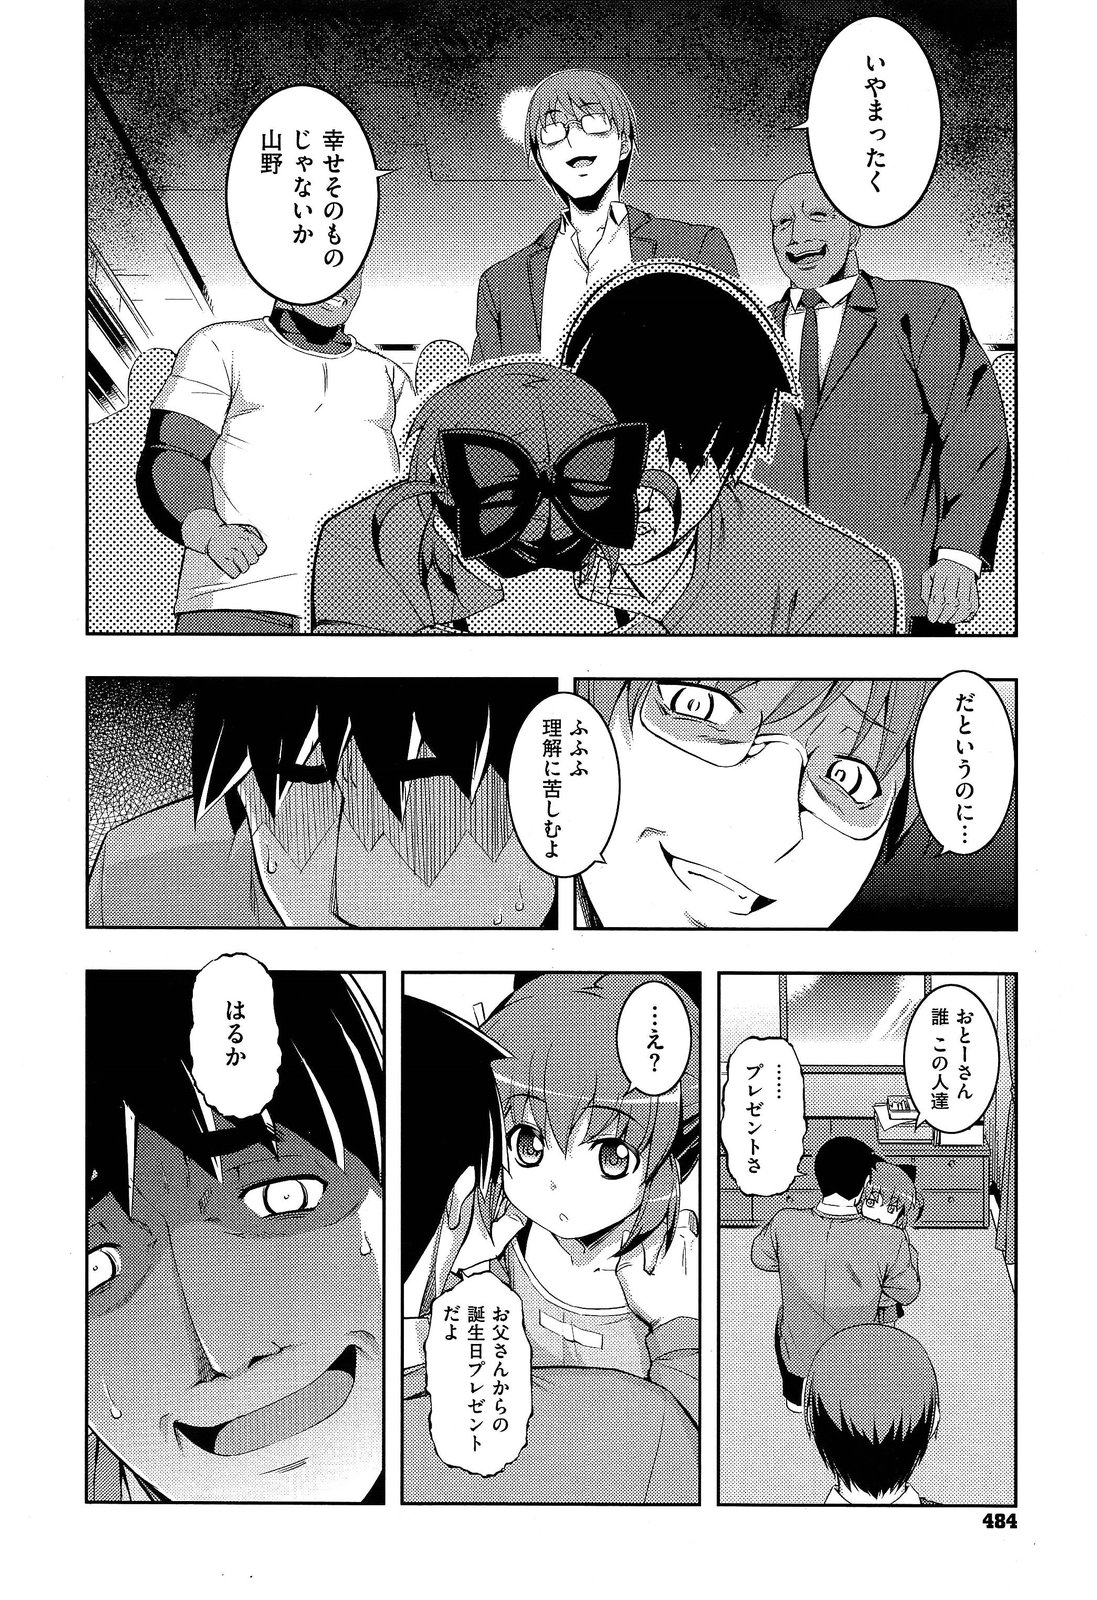 いやまったく
幸せそのもの
じゃないか
山野
だというのに…
ふふふ
理解に苦しむよ
おとーさん
誰 この人達
……
プレゼントさ
…え?
お父さんからの
誕生日プレゼント
だよ
はるか
484